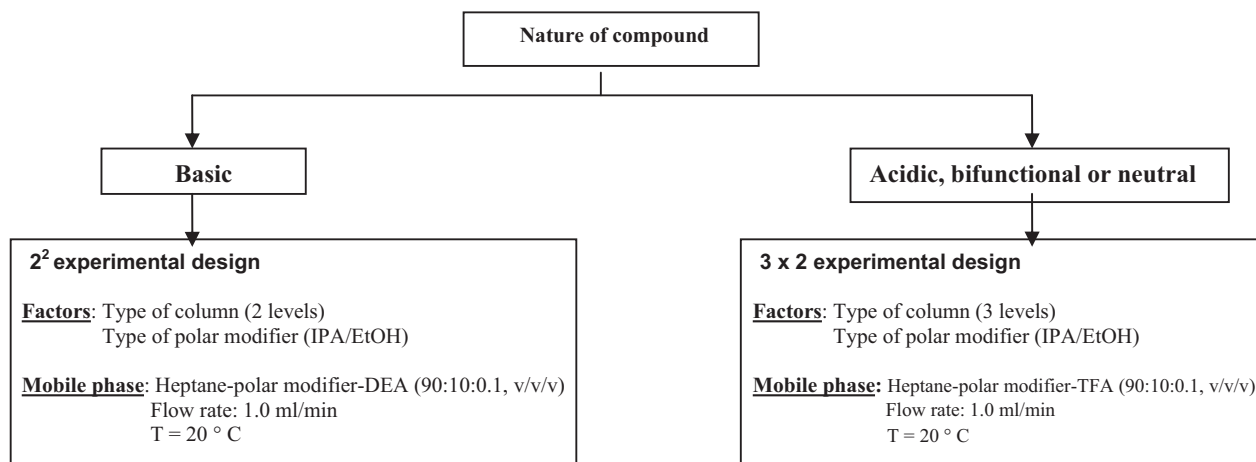 Nature of compound
Basic
Acidic, bifunctional or neutral
2² experimental design
Factors: Type of column (2 levels)
Type of polar modifier (IPA/EtOH)
Mobile phase: Heptane-polar modifier-DEA (90:10:0.1, v/v/v)
Flow rate: 1.0 ml/min
T = 20 ° C
3 x 2 experimental design
Factors: Type of column (3 levels)
Type of polar modifier (IPA/EtOH)
Mobile phase: Heptane-polar modifier-TFA (90:10:0.1, v/v/v)
Flow rate: 1.0 ml/min
T = 20 ° C